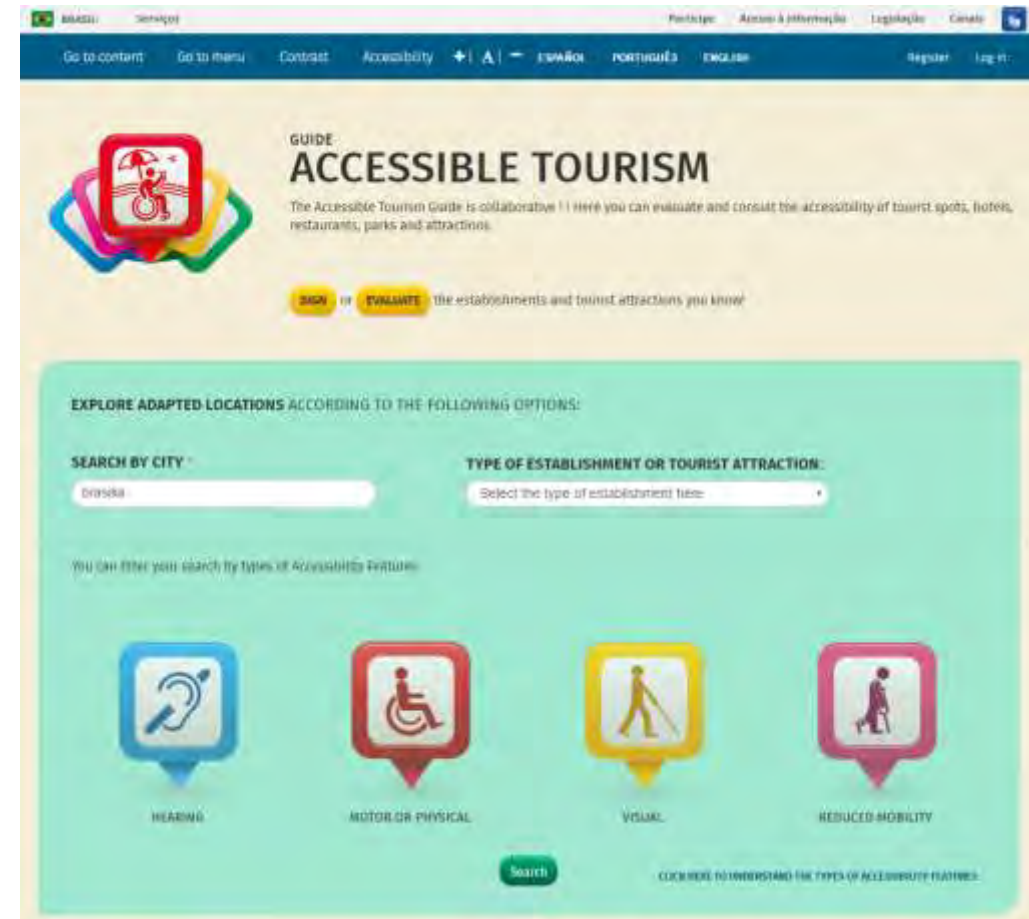 BRASIL Serviços Participe Acesso à informação Legislação Canais
Go to content Go to menu Contrast Accessibility + | A | − ESPAÑOL PORTUGUÊS ENGLISH Register Log in
GUIDE
ACCESSIBLE TOURISM
The Accessible Tourism Guide is collaborative ! ! Here you can evaluate and consult the accessibility of tourist spots, hotels,
restaurants, parks and attractions.
SIGN or EVALUATE the establishments and tourist attractions you know!
EXPLORE ADAPTED LOCATIONS ACCORDING TO THE FOLLOWING OPTIONS:
SEARCH BY CITY TYPE OF ESTABLISHMENT OR TOURIST ATTRACTION:
Select the type of establishment here
You can filter your search by types of Accessibility Features
HEARING MOTOR OR PHYSICAL VISUAL REDUCED MOBILITY
Search CLICK HERE TO UNDERSTAND THE TYPES OF ACCESSIBILITY FEATURES